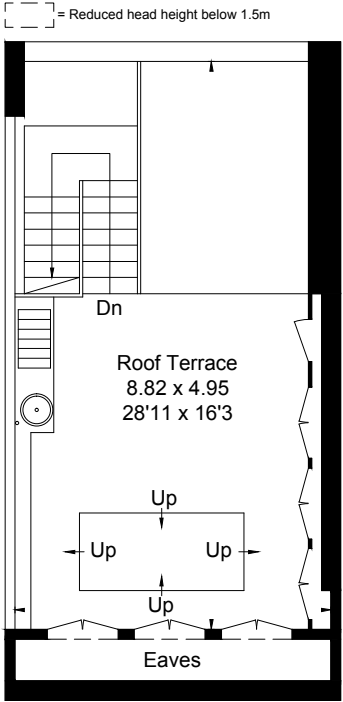 = Reduced head height below 1.5m
Dn
Roof Terrace
8.82 x 4.95
28'11 x 16'3
Up
Up
Up
Up
Eaves